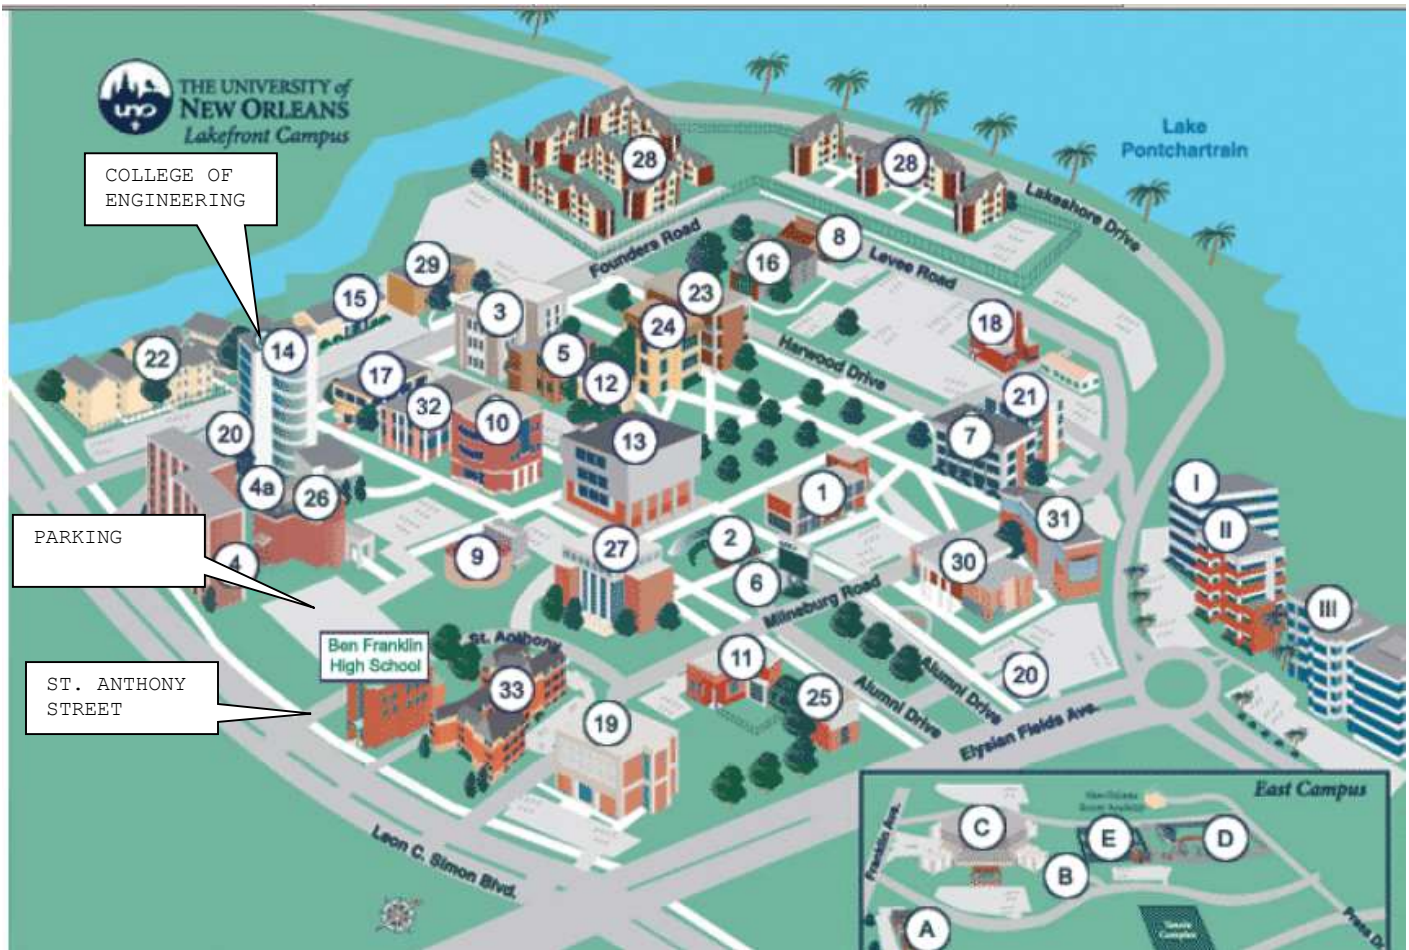 THE UNIVERSITY of
NEW ORLEANS
Lakefront Campus
uno
COLLEGE OF
ENGINEERING
PARKING
ST. ANTHONY
STREET
Lake
Pontchartrain
Lakeshore Drive
28
28
8
16
Levee Road
Founders Road
29
23
15
3
24
18
14
22
5
Harwood Drive
17
12
21
32
10
13
7
20
4a
26
1
31
I
II
III
9
27
2
6
30
4
Milneburg Road
St. Anthony
Ben Franklin
High School
33
11
25
19
20
Alumni Drive
Alumni Drive
Elysian Fields Ave.
Leon C. Simon Blvd.
East Campus
Franklin Ave.
C
E
D
B
A
Tennis